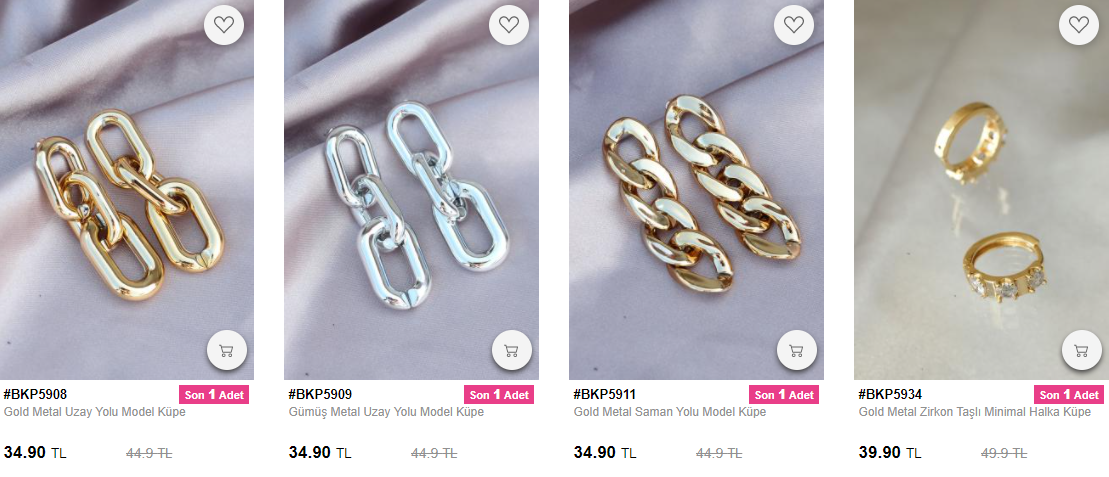 #BKP5908 Son 1 Adet
Gold Metal Uzay Yolu Model Küpe
34.90 TL 44.9 TL
#BKP5909 Son 1 Adet
Gümüş Metal Uzay Yolu Model Küpe
34.90 TL 44.9 TL
#BKP5911 Son 1 Adet
Gold Metal Saman Yolu Model Küpe
34.90 TL 44.9 TL
#BKP5934 Son 1 Adet
Gold Metal Zirkon Taşlı Minimal Halka Küpe
39.90 TL 49.9 TL